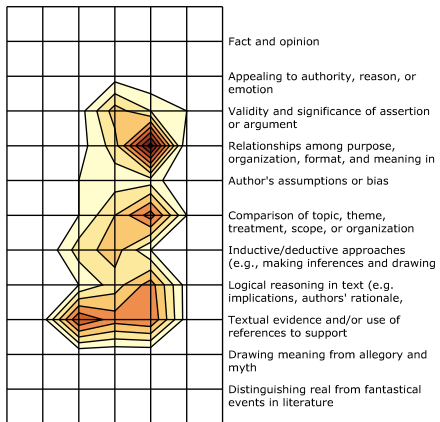 Fact and opinion
Appealing to authority, reason, or
emotion
Validity and significance of assertion
or argument
Relationships among purpose,
organization, format, and meaning in
Author's assumptions or bias
Comparison of topic, theme,
treatment, scope, or organization
Inductive/deductive approaches
(e.g., making inferences and drawing
Logical reasoning in text (e.g.
implications, authors' rationale,
Textual evidence and/or use of
references to support
Drawing meaning from allegory and
myth
Distinguishing real from fantastical
events in literature